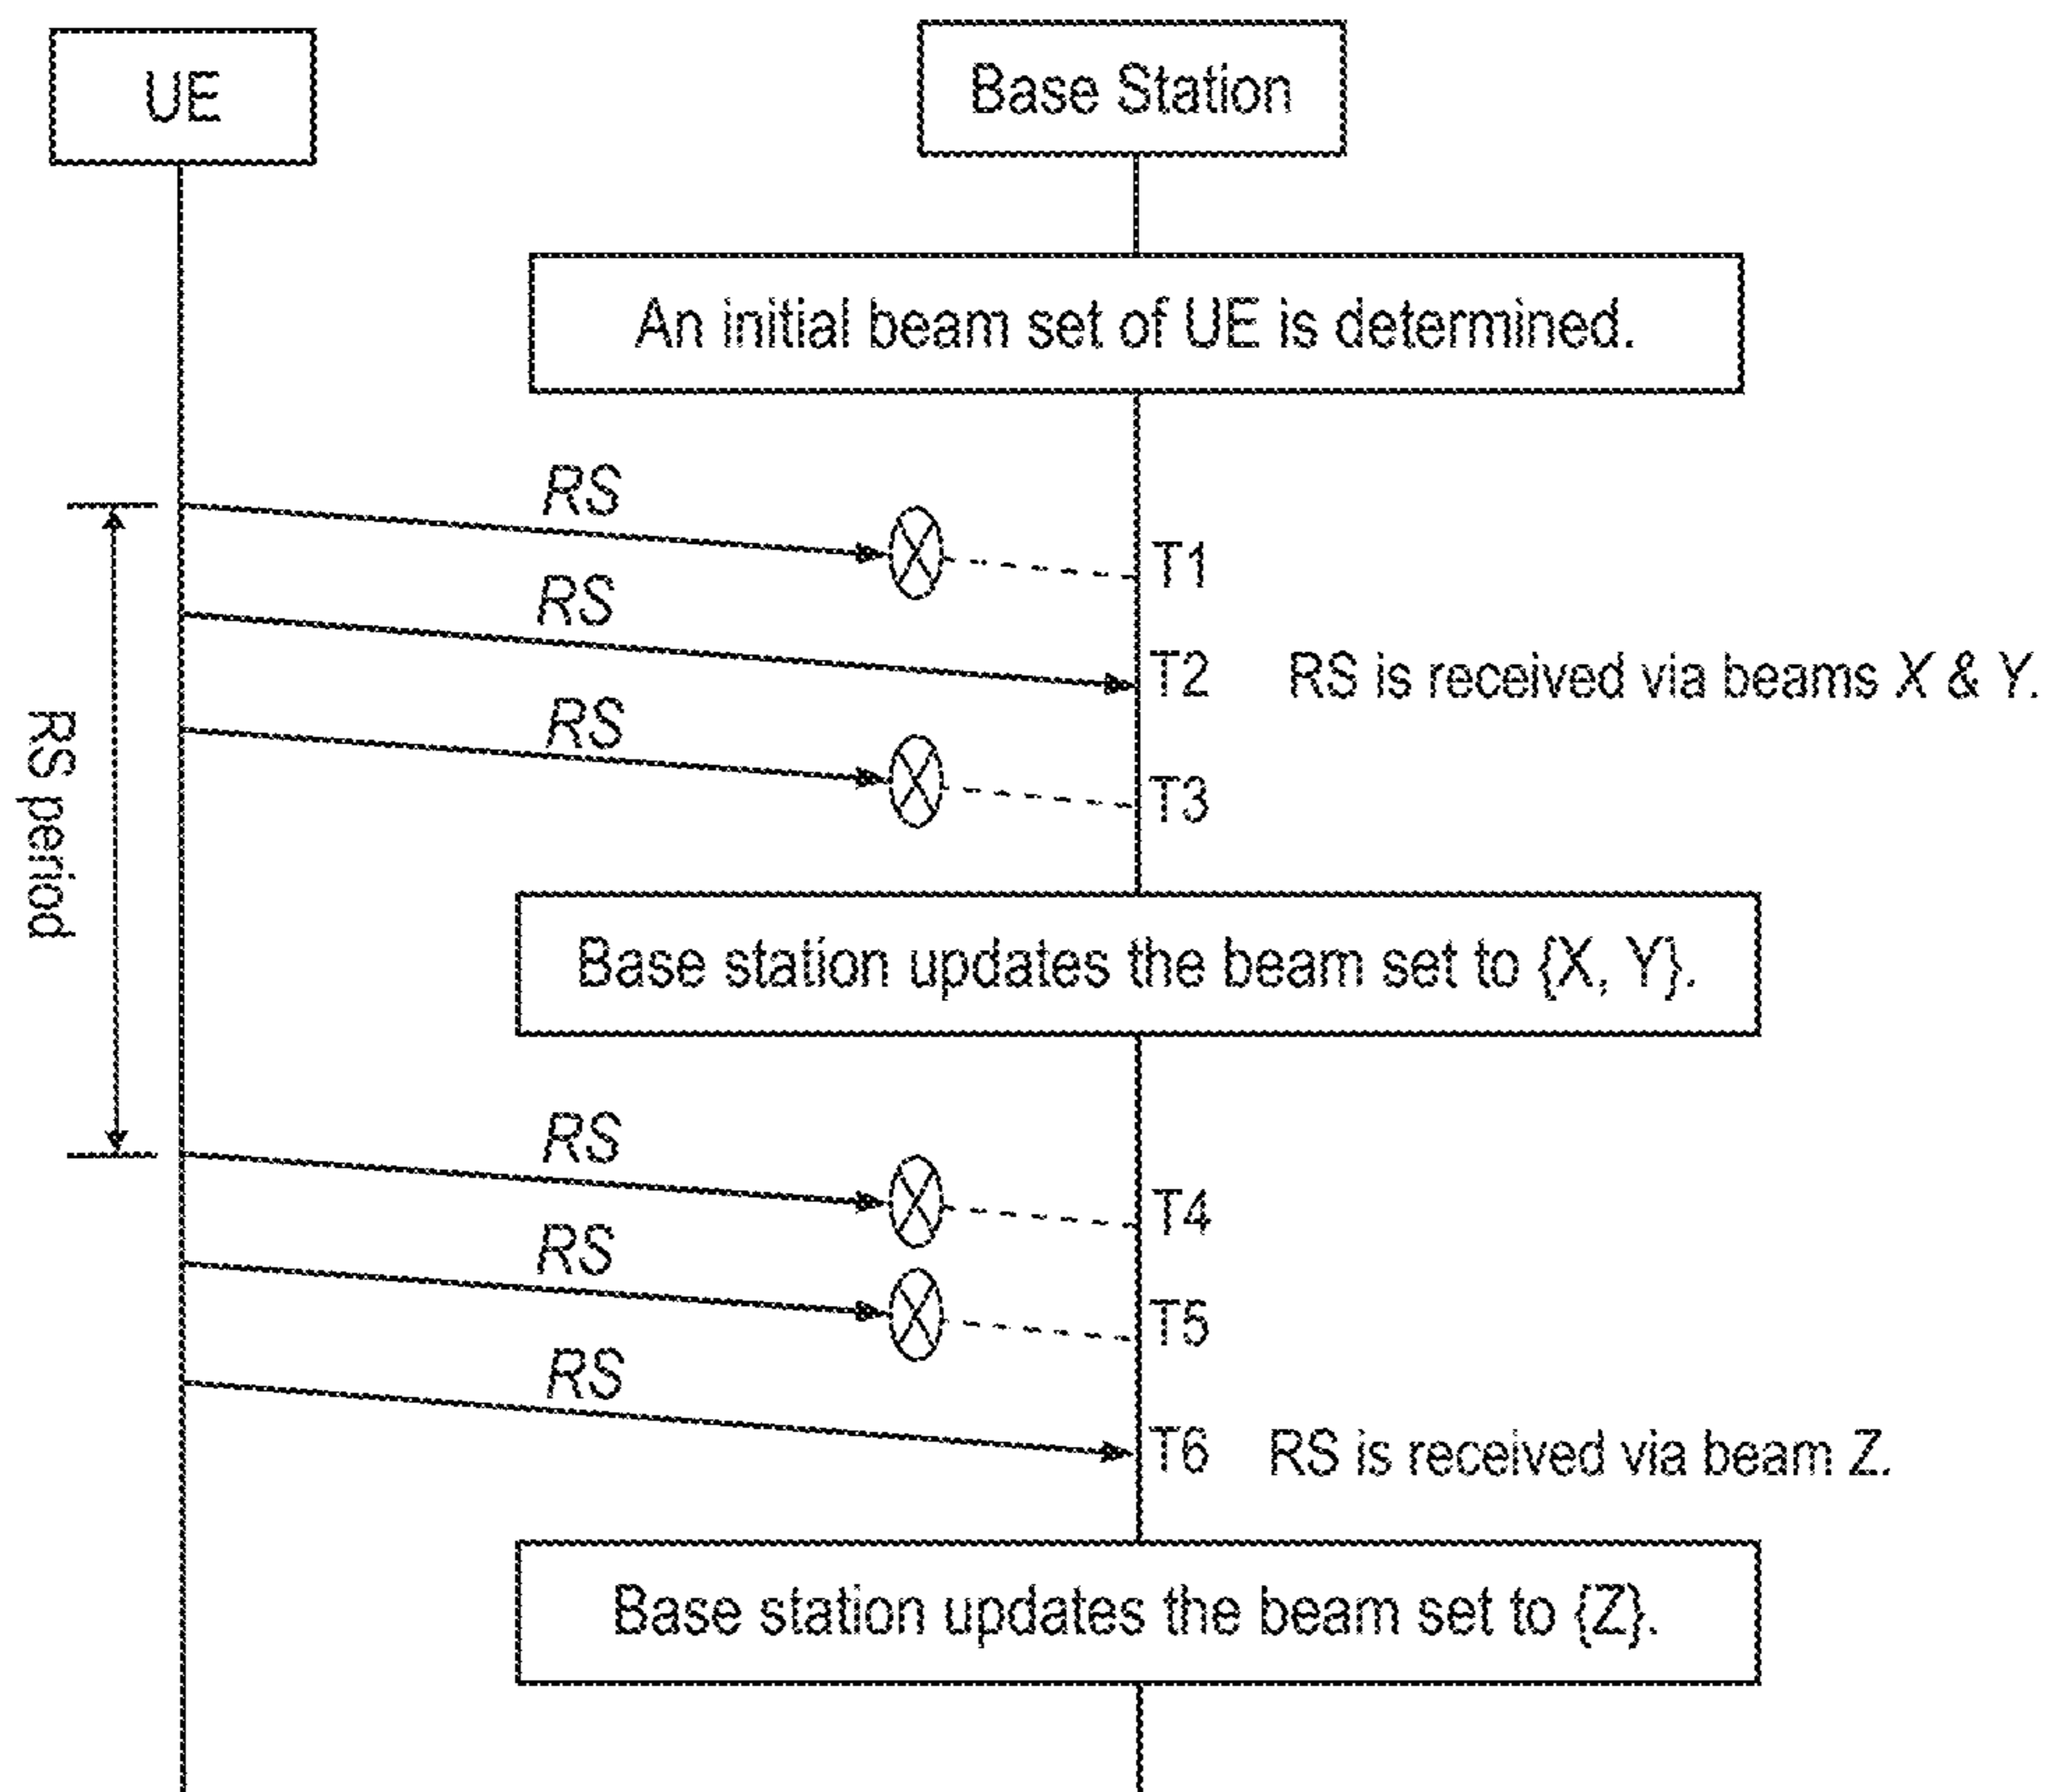 UE
Base Station
An initial beam set of UE is determined.
RS
T1
RS
T2 RS is received via beams X & Y.
RS
T3
RS period
Base station updates the beam set to {X, Y}.
RS
T4
RS
T5
RS
T6 RS is received via beam Z.
Base station updates the beam set to {Z}.